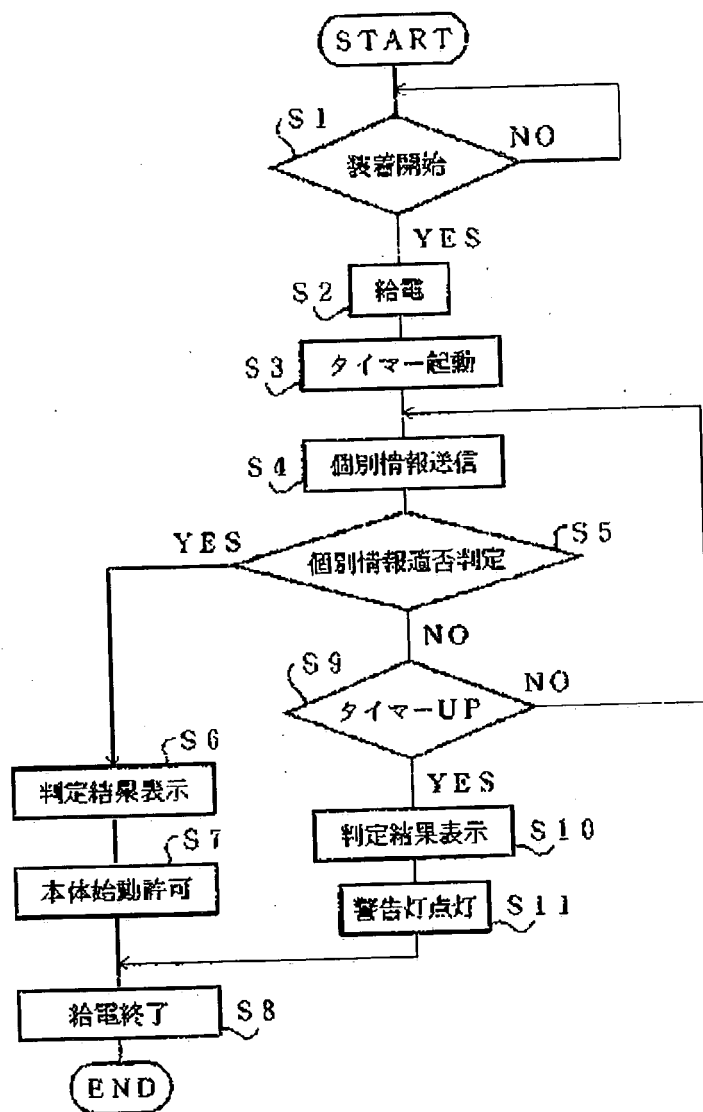 START
S1
NO
装着開始
YES
S2
給電
S3
タイマー起動
S4
個別情報送信
YES
S5
個別情報適否判定
NO
S9
NO
タイマーUP
S6
YES
判定結果表示
判定結果表示
S10
S7
本体始動許可
警告灯点灯
S11
給電終了
S8
END